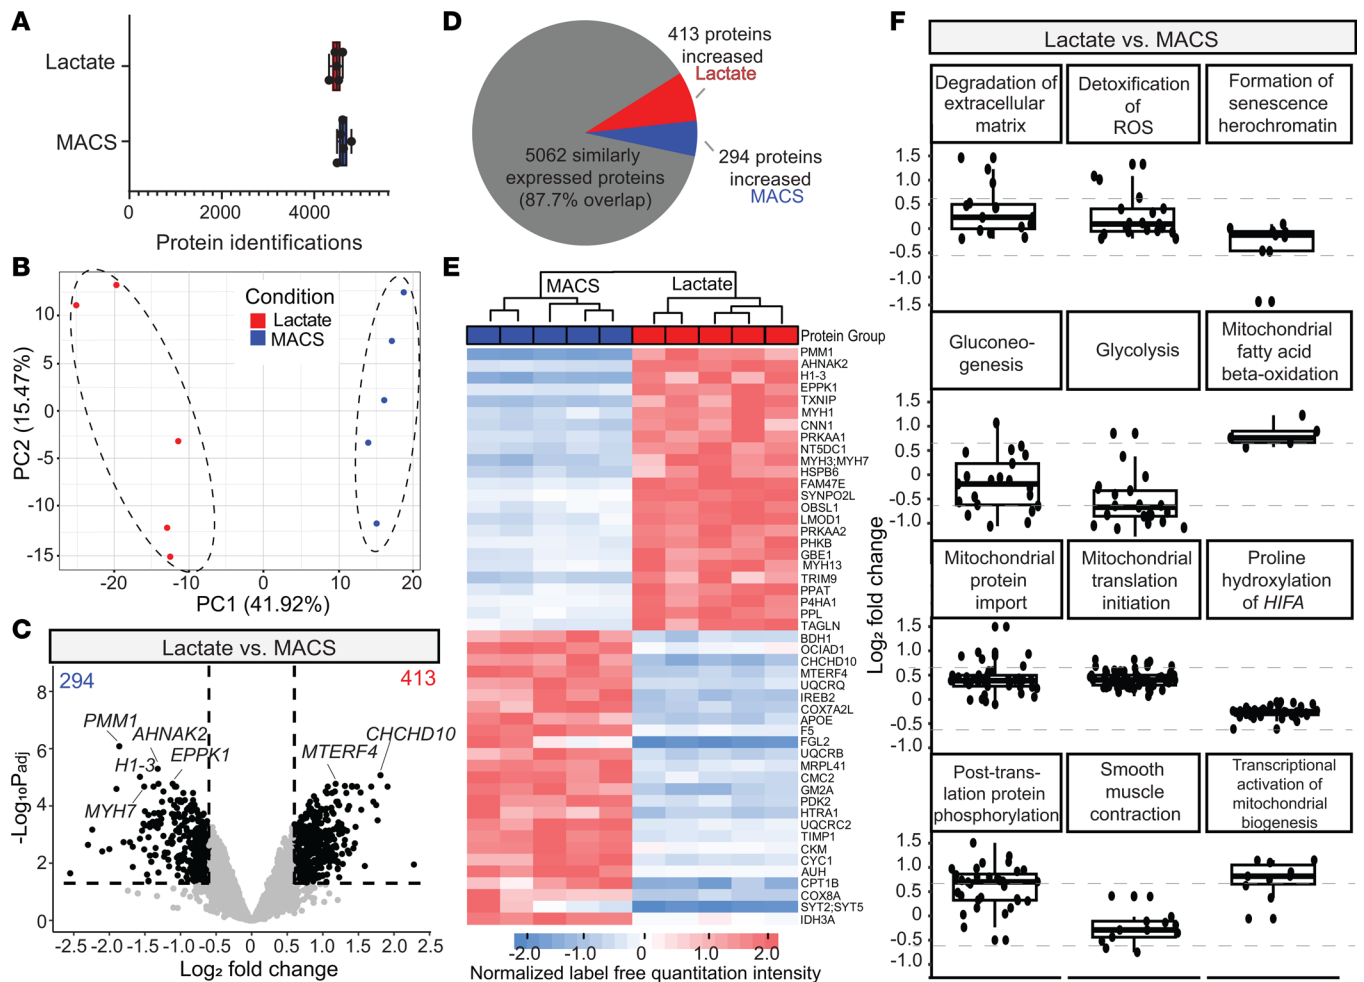 A
Lactate
MACS
0
2000
4000
Protein identifications
B
Condition
Lactate
MACS
10
5
0
-5
-10
-15
-20
-10
0
10
20
PC2 (15.47%)
PC1 (41.92%)
C
Lactate vs. MACS
294
413
PMM1
AHNAK2
H1-3
EPPK1
MYH7
MTERF4
CHCHD10
8
6
4
2
0
-2.5
-2.0
-1.5
-1.0
-0.5
0
0.5
1.0
1.5
2.0
2.5
-Log₁₀Padj
Log₂ fold change
D
413 proteins
increased
Lactate
294 proteins
increased
MACS
5062 similarly
expressed proteins
(87.7% overlap)
E
MACS
Lactate
Protein Group
PMM1
AHNAK2
H1-3
EPPK1
TXNIP
MYH1
CNN1
PRKAA1
NT5DC1
MYH3;MYH7
HSPB6
FAM47E
SYNPO2L
OBSL1
LMOD1
PRKAA2
PHKB
GBE1
MYH13
TRIM9
PPAT
P4HA1
PPL
TAGLN
BDH1
OCIAD1
CHCHD10
MTERF4
UQCRQ
IREB2
COX7A2L
APOE
F5
FGL2
UQCRB
MRPL41
CMC2
GM2A
PDK2
HTRA1
UQCRC2
TIMP1
CKM
CYC1
AUH
CPT1B
COX8A
SYT2;SYT5
IDH3A
-2.0
-1.0
0
1.0
2.0
Normalized label free quantitation intensity
F
Lactate vs. MACS
Degradation of
extracellular
matrix
Detoxification
of
ROS
Formation of
senescence
herochromatin
1.5
1.0
0.5
0
-0.5
-1.0
-1.5
Gluconeo-
genesis
Glycolysis
Mitochondrial
fatty acid
beta-oxidation
1.5
1.0
0.5
0
-0.5
-1.0
Mitochondrial
protein
import
Mitochondrial
translation
initiation
Proline
hydroxylation
of HIFA
1.5
1.0
0.5
0
-0.5
-1.0
Post-trans-
lation protein
phosphorylation
Smooth
muscle
contraction
Transcriptional
activation of
mitochondrial
biogenesis
1.5
1.0
0.5
0
-0.5
-1.0
Log₂ fold change